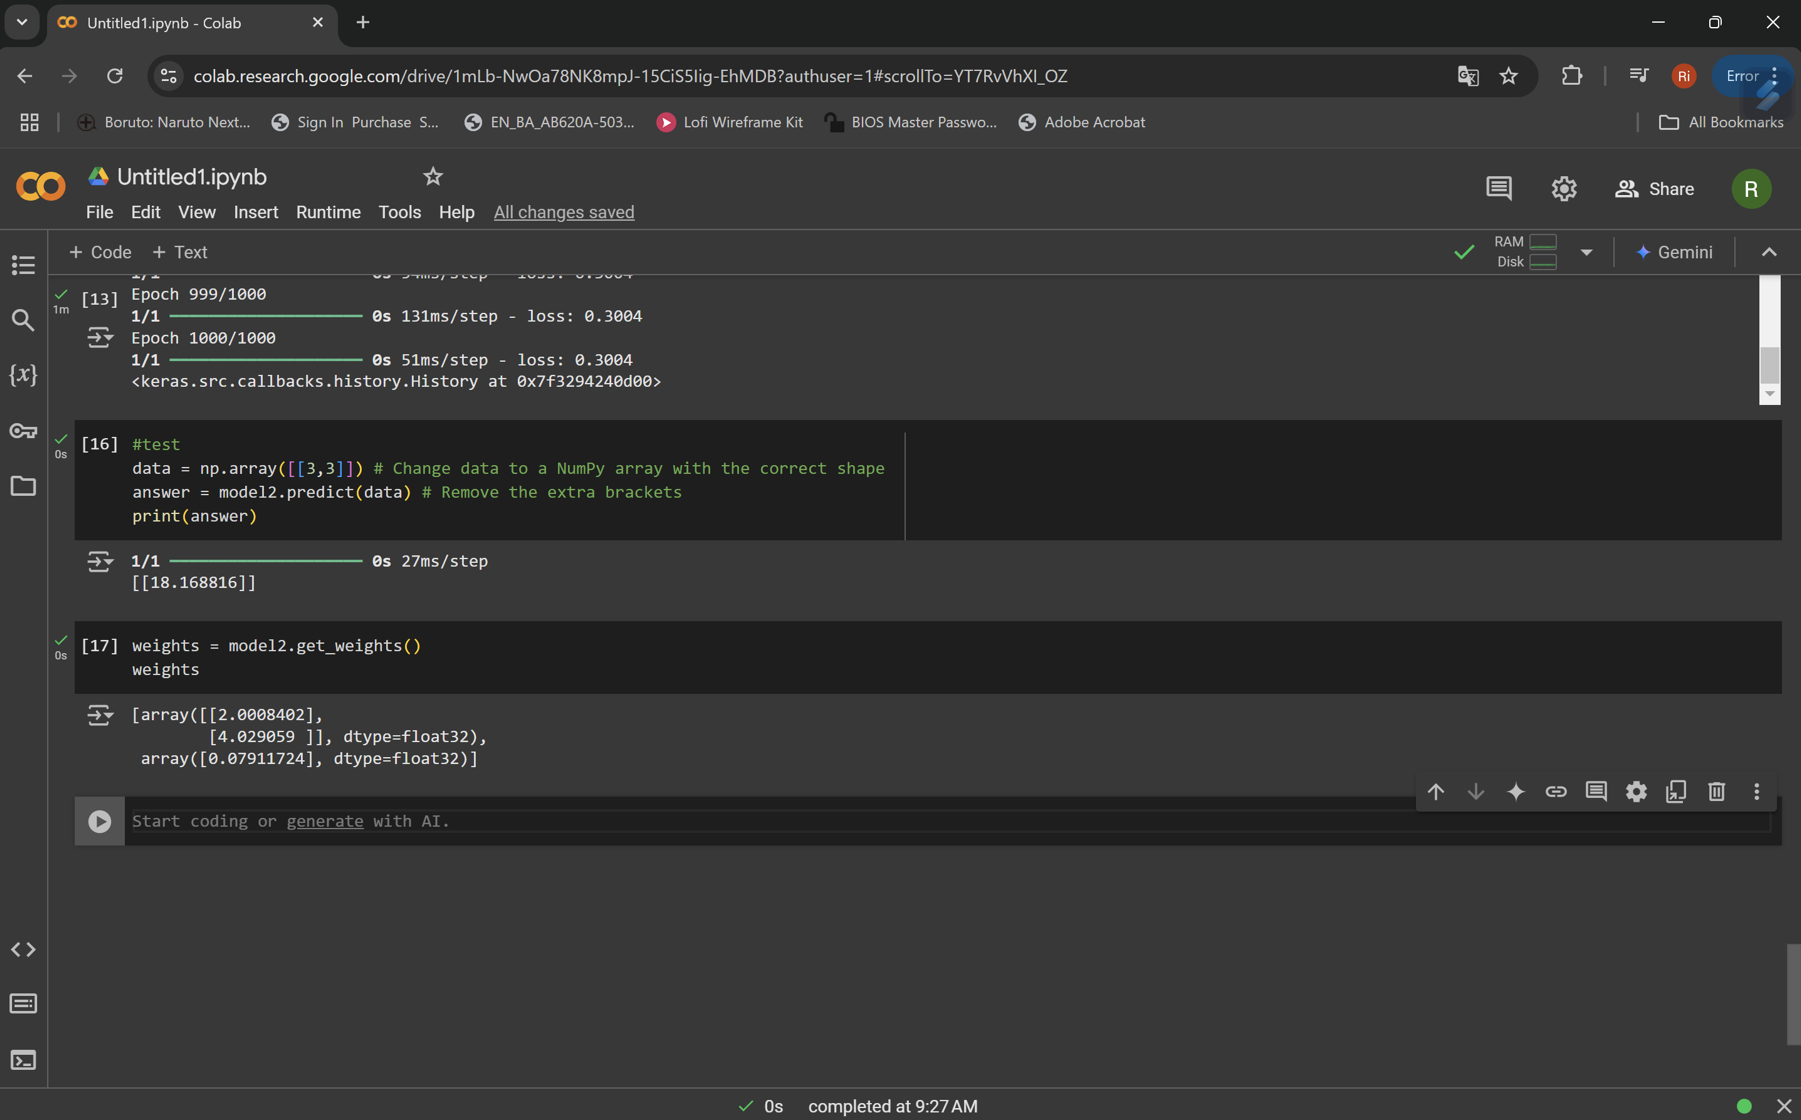 Untitled1.ipynb - Colab
colab.research.google.com/drive/1mLb-NwOa78NK8mpJ-15CiS5Iig-EhMDB?authuser=1#scrollTo=YT7RvVhXI_OZ
Ri
Error
Boruto: Naruto Next...
Sign In Purchase S...
EN_BA_AB620A-503...
Lofi Wireframe Kit
BIOS Master Passwo...
Adobe Acrobat
All Bookmarks
Untitled1.ipynb
Share
R
File Edit View Insert Runtime Tools Help All changes saved
+ Code + Text
RAM
Disk
Gemini
[13] Epoch 999/1000
1m
1/1 0s 131ms/step - loss: 0.3004
Epoch 1000/1000
1/1 0s 51ms/step - loss: 0.3004
<keras.src.callbacks.history.History at 0x7f3294240d00>
[16] #test
0s
data = np.array([[3,3]]) # Change data to a NumPy array with the correct shape
answer = model2.predict(data) # Remove the extra brackets
print(answer)
1/1 0s 27ms/step
[[18.168816]]
[17] weights = model2.get_weights()
0s
weights
[array([[2.0008402],
[4.029059 ]], dtype=float32),
array([0.07911724], dtype=float32)]
Start coding or generate with AI.
0s completed at 9:27 AM